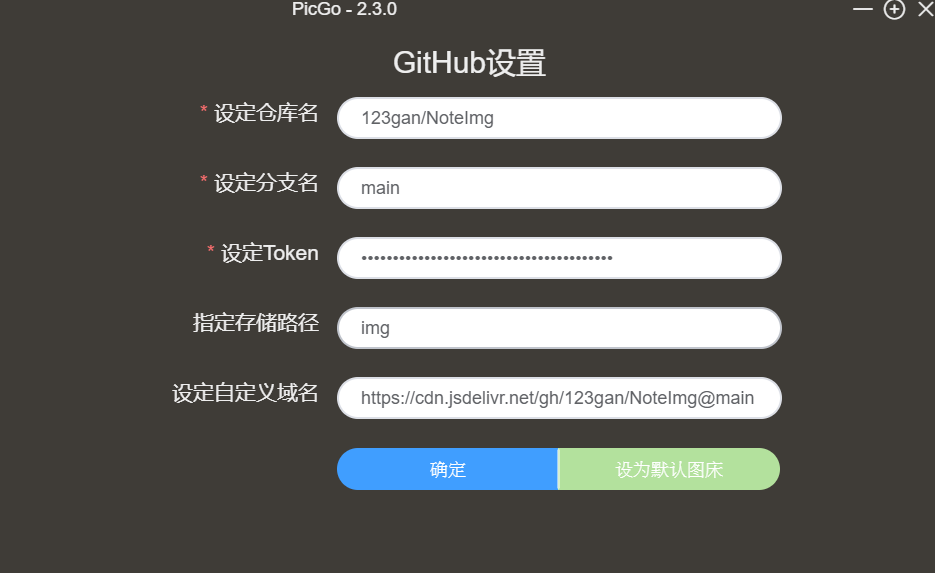 PicGo - 2.3.0
GitHub设置
* 设定仓库名 123gan/NoteImg
* 设定分支名 main
* 设定Token ••••••••••••••••••••••••••••••••••••••••
指定存储路径 img
设定自定义域名 https://cdn.jsdelivr.net/gh/123gan/NoteImg@main
确定 设为默认图床